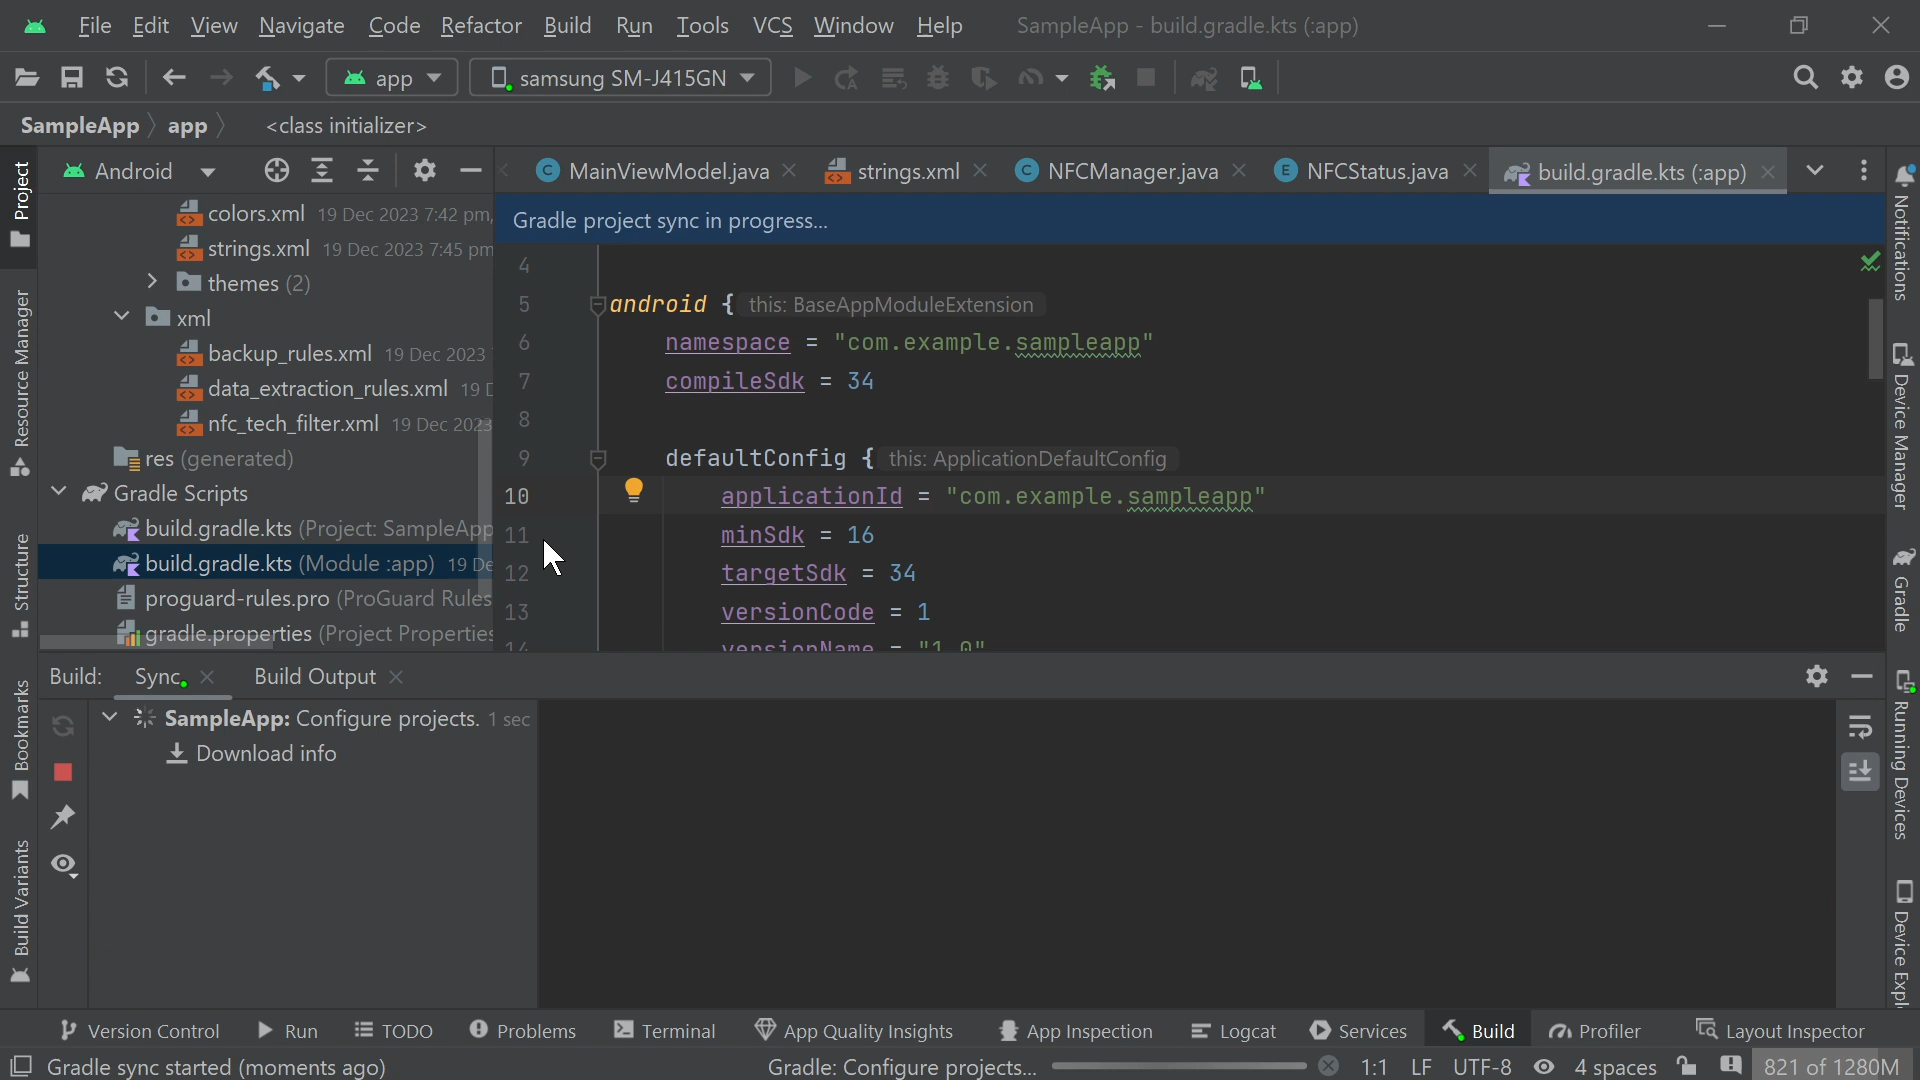 File Edit View Navigate Code Refactor Build Run Tools VCS Window Help SampleApp - build.gradle.kts (:app)
app samsung SM-J415GN
SampleApp app <class initializer>
Android MainViewModel.java strings.xml NFCManager.java NFCStatus.java build.gradle.kts (:app)
Project
Resource Manager
Structure
Bookmarks
Build Variants
colors.xml 19 Dec 2023 7:42 pm,
strings.xml 19 Dec 2023 7:45 pm
themes (2)
xml
backup_rules.xml 19 Dec 2023
data_extraction_rules.xml 19 D
nfc_tech_filter.xml 19 Dec 2023
res (generated)
Gradle Scripts
build.gradle.kts (Project: SampleApp
build.gradle.kts (Module :app) 19 De
proguard-rules.pro (ProGuard Rules
gradle.properties (Project Properties
Gradle project sync in progress...
4
5 android { this: BaseAppModuleExtension
6 namespace = "com.example.sampleapp"
7 compileSdk = 34
8
9 defaultConfig { this: ApplicationDefaultConfig
10 applicationId = "com.example.sampleapp"
11 minSdk = 16
12 targetSdk = 34
13 versionCode = 1
14 versionName = "1.0"
Notifications
Device Manager
Gradle
Running Devices
Device Expl
Build: Sync Build Output
SampleApp: Configure projects. 1 sec
Download info
Version Control Run TODO Problems Terminal App Quality Insights App Inspection Logcat Services Build Profiler Layout Inspector
Gradle sync started (moments ago) Gradle: Configure projects... 1:1 LF UTF-8 4 spaces 821 of 1280M